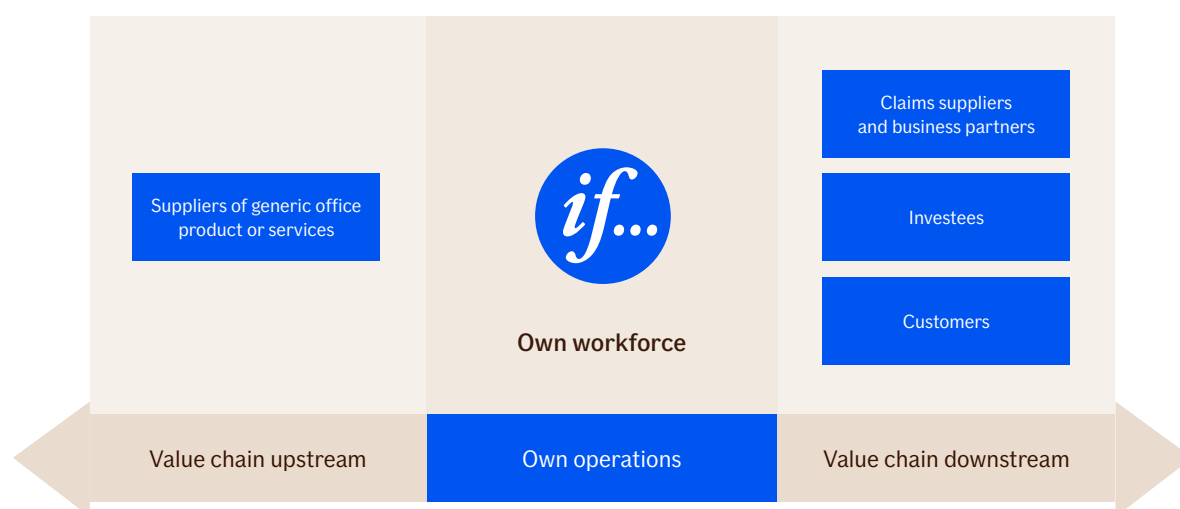 Suppliers of generic office
product or services
if...
Own workforce
Claims suppliers
and business partners
Investees
Customers
Value chain upstream
Own operations
Value chain downstream